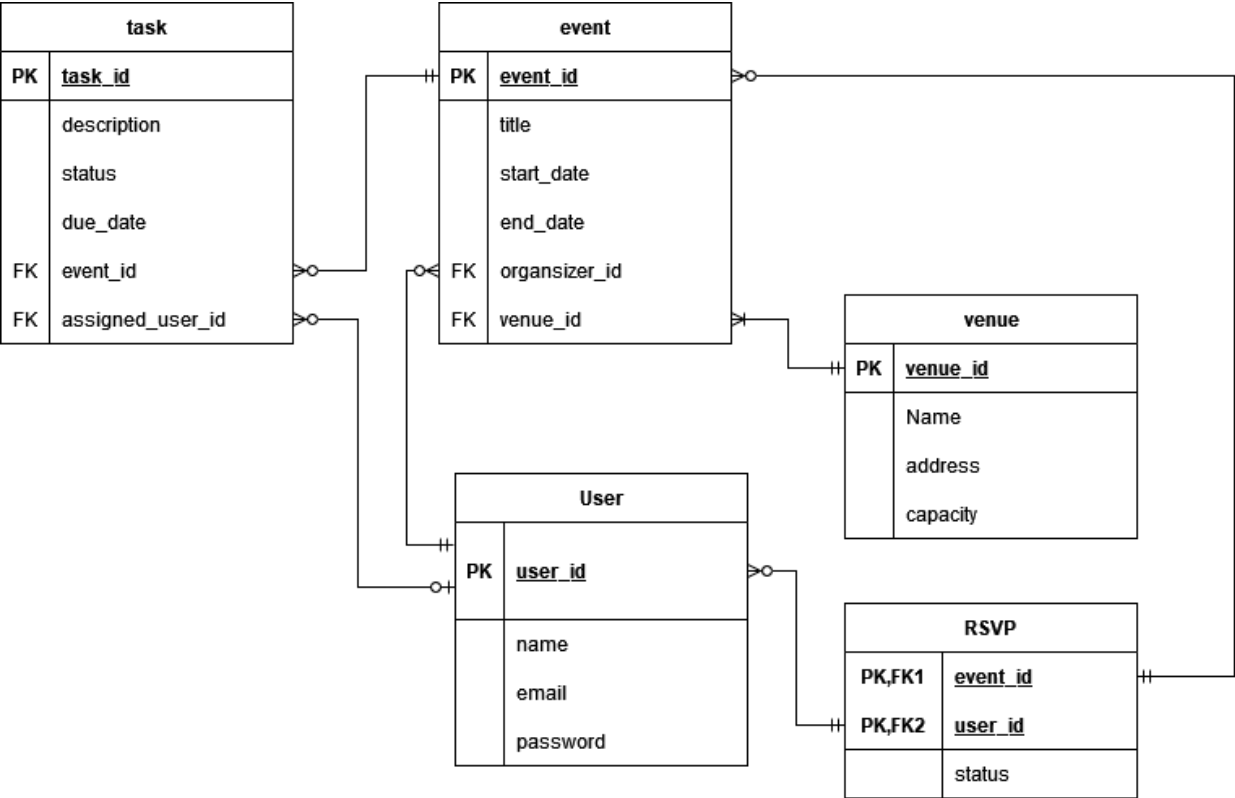 task
PK task_id
description
status
due_date
FK event_id
FK assigned_user_id
event
PK event_id
title
start_date
end_date
FK organsizer_id
FK venue_id
venue
PK venue_id
Name
address
capacity
User
PK user_id
name
email
password
RSVP
PK,FK1 event_id
PK,FK2 user_id
status